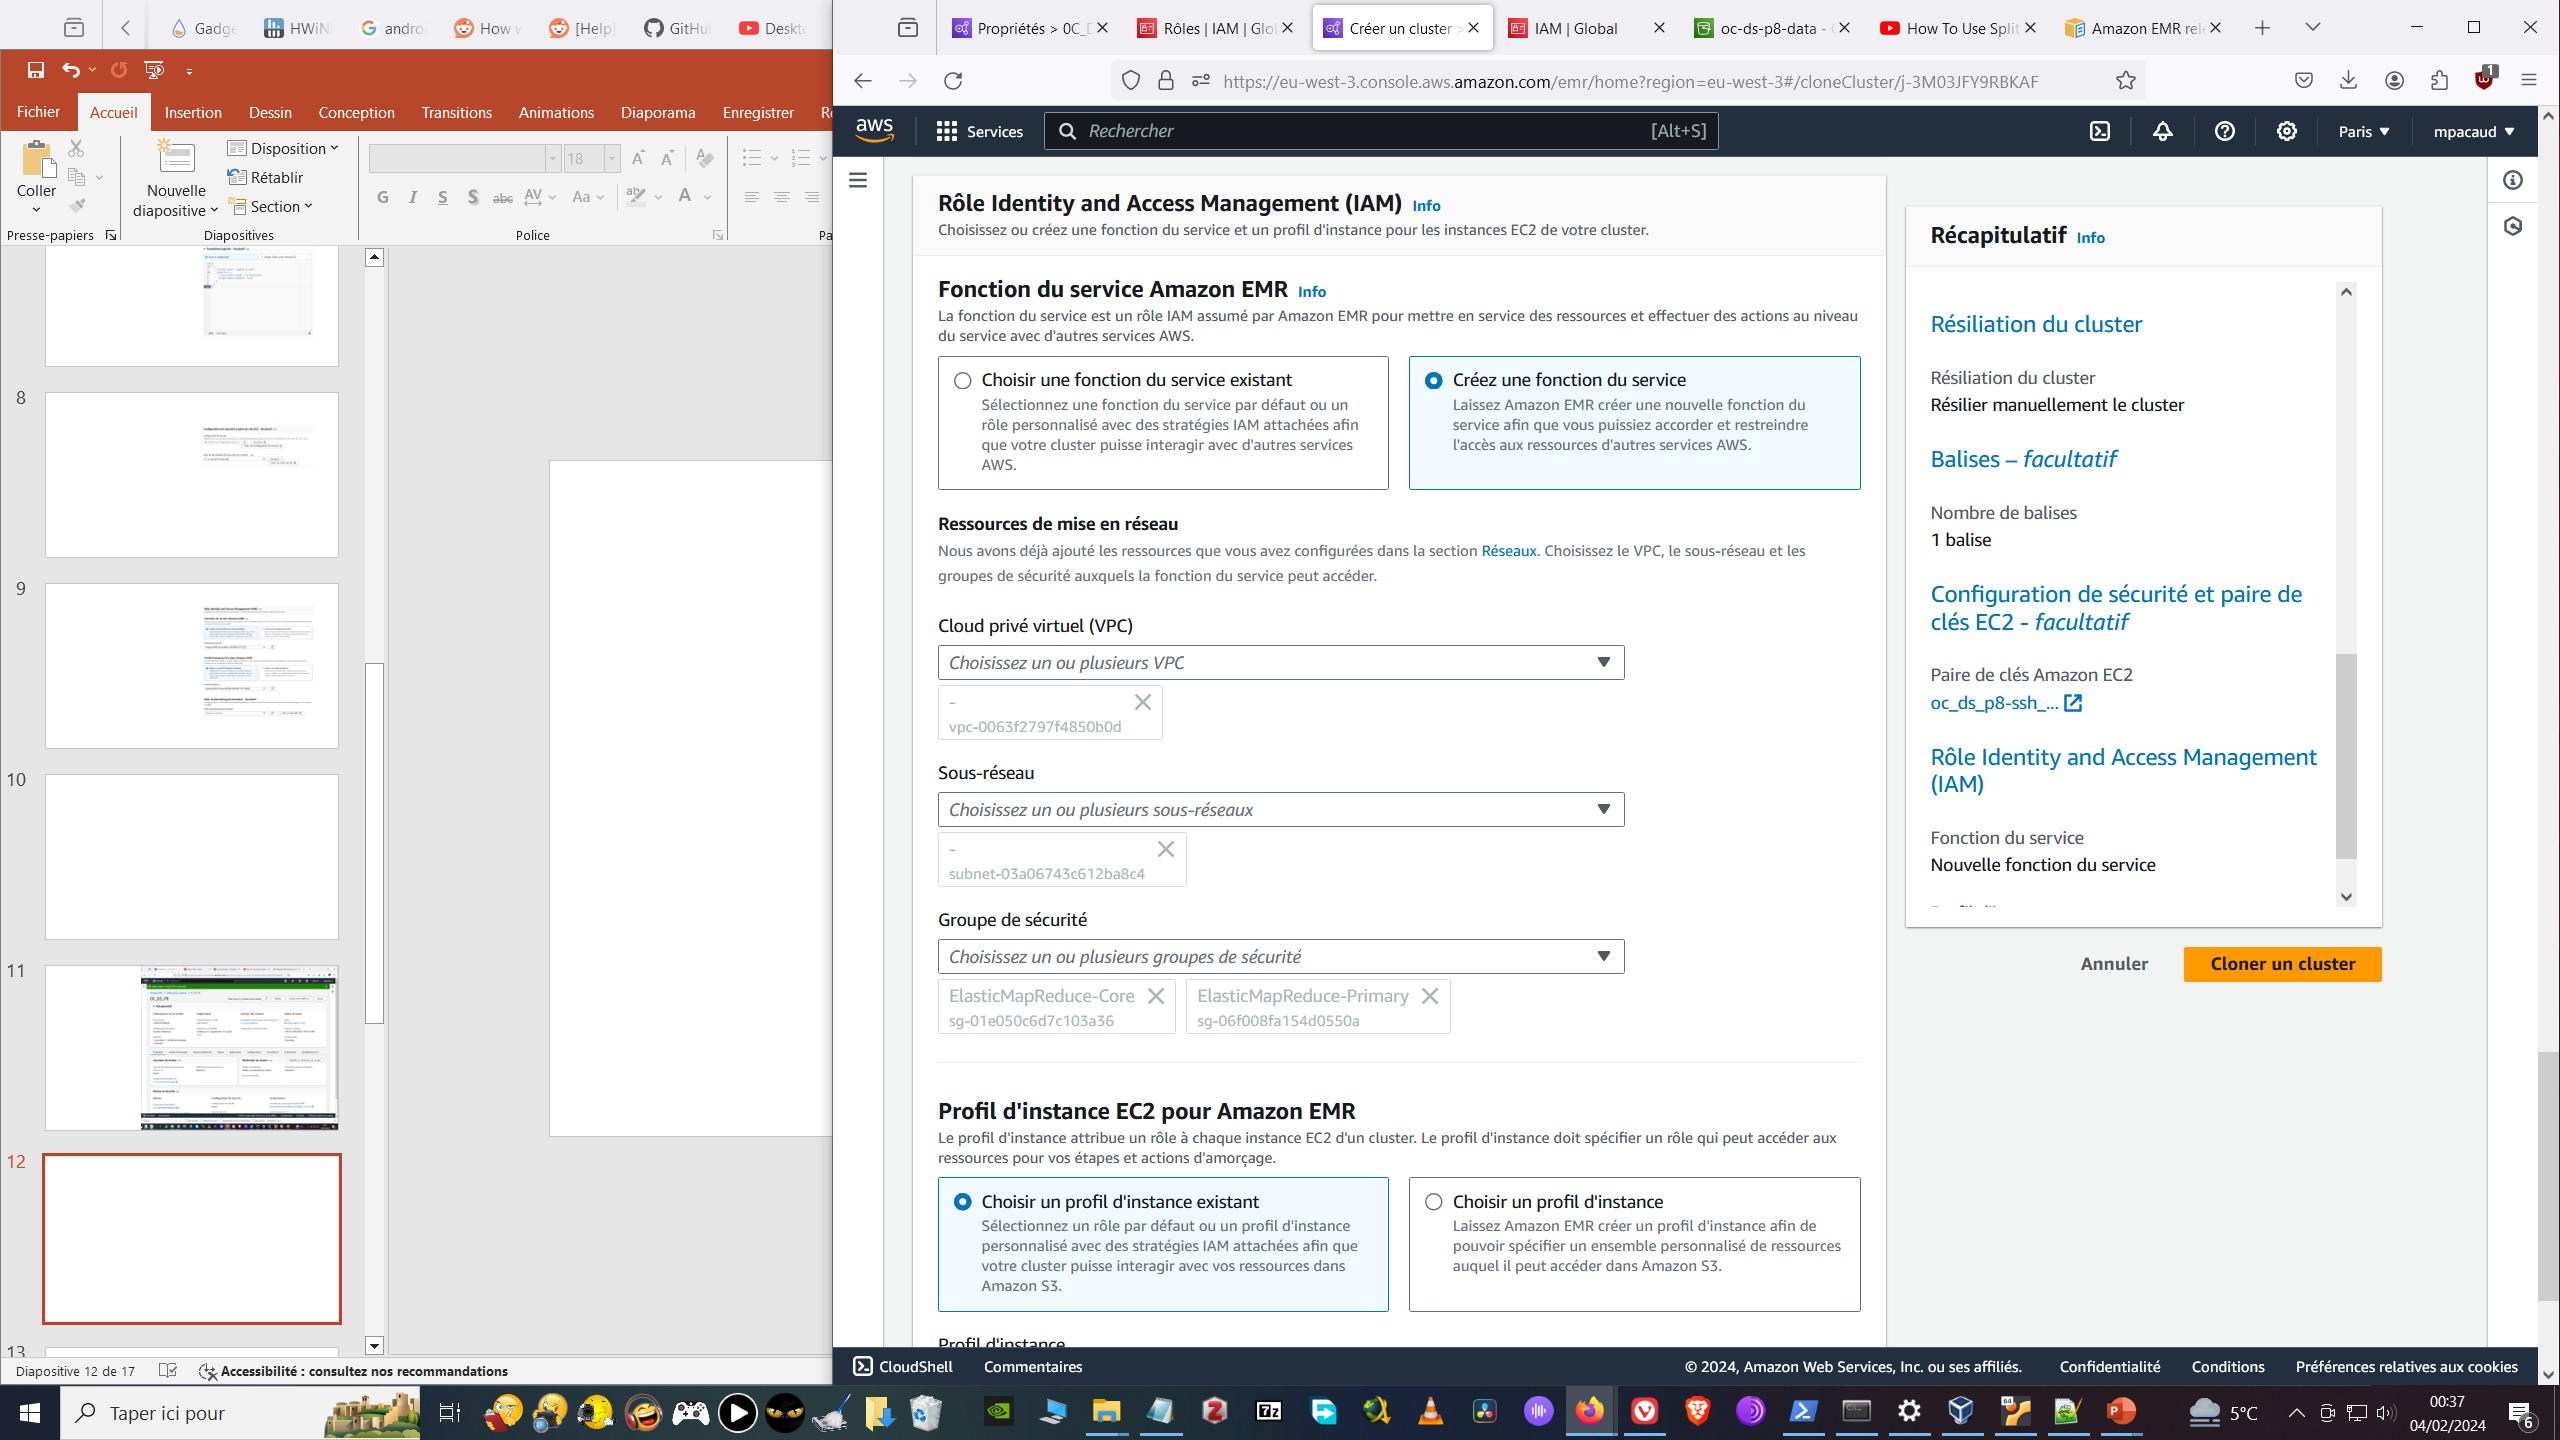 Gadge
HWiN
andro
How v
[Help]
GitHu
Deskt
Propriétés > 0C_D
Rôles | IAM | Glo
Créer un cluster >
IAM | Global
oc-ds-p8-data - 
How To Use Split
Amazon EMR rel
https://eu-west-3.console.aws.amazon.com/emr/home?region=eu-west-3#/cloneCluster/j-3M03JFY9RBKAF
1
Fichier
Accueil
Insertion
Dessin
Conception
Transitions
Animations
Diaporama
Enregistrer
Coller
Nouvelle
diapositive
Disposition
Rétablir
Section
18
G I S S abc AV Aa A
Presse-papiers
Diapositives
Police
8
9
10
11
12
13
Diapositive 12 de 17
Accessibilité : consultez nos recommandations
aws
Services
Rechercher
[Alt+S]
Paris
mpacaud
Rôle Identity and Access Management (IAM) Info
Choisissez ou créez une fonction du service et un profil d'instance pour les instances EC2 de votre cluster.
Fonction du service Amazon EMR Info
La fonction du service est un rôle IAM assumé par Amazon EMR pour mettre en service des ressources et effectuer des actions au niveau
du service avec d'autres services AWS.
Choisir une fonction du service existant
Sélectionnez une fonction du service par défaut ou un
rôle personnalisé avec des stratégies IAM attachées afin
que votre cluster puisse interagir avec d'autres services
AWS.
Créez une fonction du service
Laissez Amazon EMR créer une nouvelle fonction du
service afin que vous puissiez accorder et restreindre
l'accès aux ressources d'autres services AWS.
Ressources de mise en réseau
Nous avons déjà ajouté les ressources que vous avez configurées dans la section Réseaux. Choisissez le VPC, le sous-réseau et les
groupes de sécurité auxquels la fonction du service peut accéder.
Cloud privé virtuel (VPC)
Choisissez un ou plusieurs VPC
-
vpc-0063f2797f4850b0d
Sous-réseau
Choisissez un ou plusieurs sous-réseaux
-
subnet-03a06743c612ba8c4
Groupe de sécurité
Choisissez un ou plusieurs groupes de sécurité
ElasticMapReduce-Core
sg-01e050c6d7c103a36
ElasticMapReduce-Primary
sg-06f008fa154d0550a
Profil d'instance EC2 pour Amazon EMR
Le profil d'instance attribue un rôle à chaque instance EC2 d'un cluster. Le profil d'instance doit spécifier un rôle qui peut accéder aux
ressources pour vos étapes et actions d'amorçage.
Choisir un profil d'instance existant
Sélectionnez un rôle par défaut ou un profil d'instance
personnalisé avec des stratégies IAM attachées afin que
votre cluster puisse interagir avec vos ressources dans
Amazon S3.
Choisir un profil d'instance
Laissez Amazon EMR créer un profil d'instance afin de
pouvoir spécifier un ensemble personnalisé de ressources
auquel il peut accéder dans Amazon S3.
Profil d'instance
Récapitulatif Info
Résiliation du cluster
Résiliation du cluster
Résilier manuellement le cluster
Balises – facultatif
Nombre de balises
1 balise
Configuration de sécurité et paire de
clés EC2 - facultatif
Paire de clés Amazon EC2
oc_ds_p8-ssh_...
Rôle Identity and Access Management
(IAM)
Fonction du service
Nouvelle fonction du service
Annuler
Cloner un cluster
CloudShell
Commentaires
© 2024, Amazon Web Services, Inc. ou ses affiliés.
Confidentialité
Conditions
Préférences relatives aux cookies
Taper ici pour
5°C
00:37
04/02/2024
6